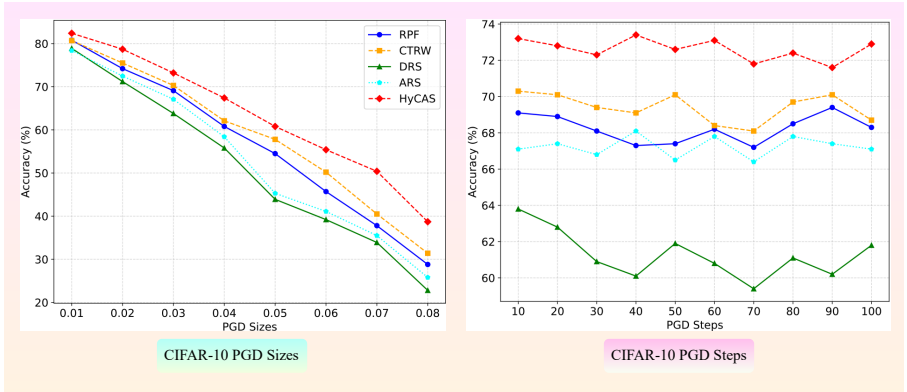 80
70
60
50
40
30
20
Accuracy (%)
RPF
CTRW
DRS
ARS
HyCAS
0.01 0.02 0.03 0.04 0.05 0.06 0.07 0.08
PGD Sizes
CIFAR-10 PGD Sizes
74
72
70
68
66
64
62
60
Accuracy (%)
10 20 30 40 50 60 70 80 90 100
PGD Steps
CIFAR-10 PGD Steps